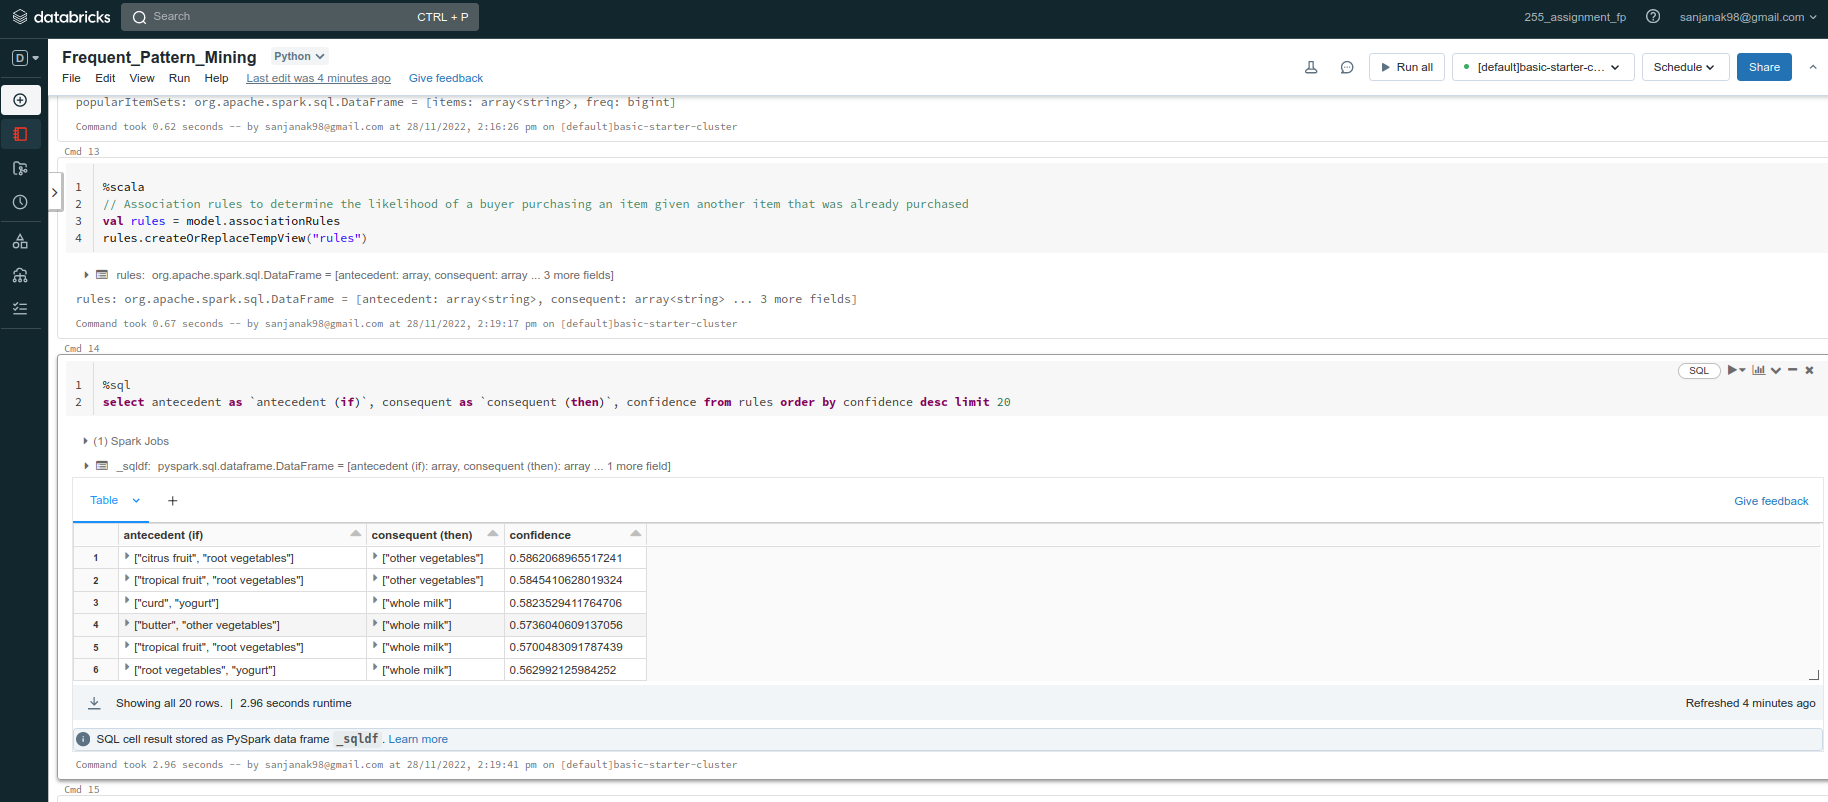 databricks
Search CTRL + P
255_assignment_fp
sanjanak98@gmail.com
D
Frequent_Pattern_Mining Python
File Edit View Run Help Last edit was 4 minutes ago Give feedback
Run all [default]basic-starter-c... Schedule Share
popularItemSets: org.apache.spark.sql.DataFrame = [items: array<string>, freq: bigint]
Command took 0.62 seconds -- by sanjanak98@gmail.com at 28/11/2022, 2:16:26 pm on [default]basic-starter-cluster
Cmd 13
1 %scala
2 // Association rules to determine the likelihood of a buyer purchasing an item given another item that was already purchased
3 val rules = model.associationRules
4 rules.createOrReplaceTempView("rules")
rules: org.apache.spark.sql.DataFrame = [antecedent: array, consequent: array ... 3 more fields]
rules: org.apache.spark.sql.DataFrame = [antecedent: array<string>, consequent: array<string> ... 3 more fields]
Command took 0.67 seconds -- by sanjanak98@gmail.com at 28/11/2022, 2:19:17 pm on [default]basic-starter-cluster
Cmd 14
SQL
1 %sql
2 select antecedent as `antecedent (if)`, consequent as `consequent (then)`, confidence from rules order by confidence desc limit 20
(1) Spark Jobs
_sqldf: pyspark.sql.dataframe.DataFrame = [antecedent (if): array, consequent (then): array ... 1 more field]
Table + Give feedback
antecedent (if) consequent (then) confidence
1 ["citrus fruit", "root vegetables"] ["other vegetables"] 0.5862068965517241
2 ["tropical fruit", "root vegetables"] ["other vegetables"] 0.5845410628019324
3 ["curd", "yogurt"] ["whole milk"] 0.5823529411764706
4 ["butter", "other vegetables"] ["whole milk"] 0.5736040609137056
5 ["tropical fruit", "root vegetables"] ["whole milk"] 0.5700483091787439
6 ["root vegetables", "yogurt"] ["whole milk"] 0.562992125984252
Showing all 20 rows. | 2.96 seconds runtime Refreshed 4 minutes ago
SQL cell result stored as PySpark data frame _sqldf. Learn more
Command took 2.96 seconds -- by sanjanak98@gmail.com at 28/11/2022, 2:19:41 pm on [default]basic-starter-cluster
Cmd 15